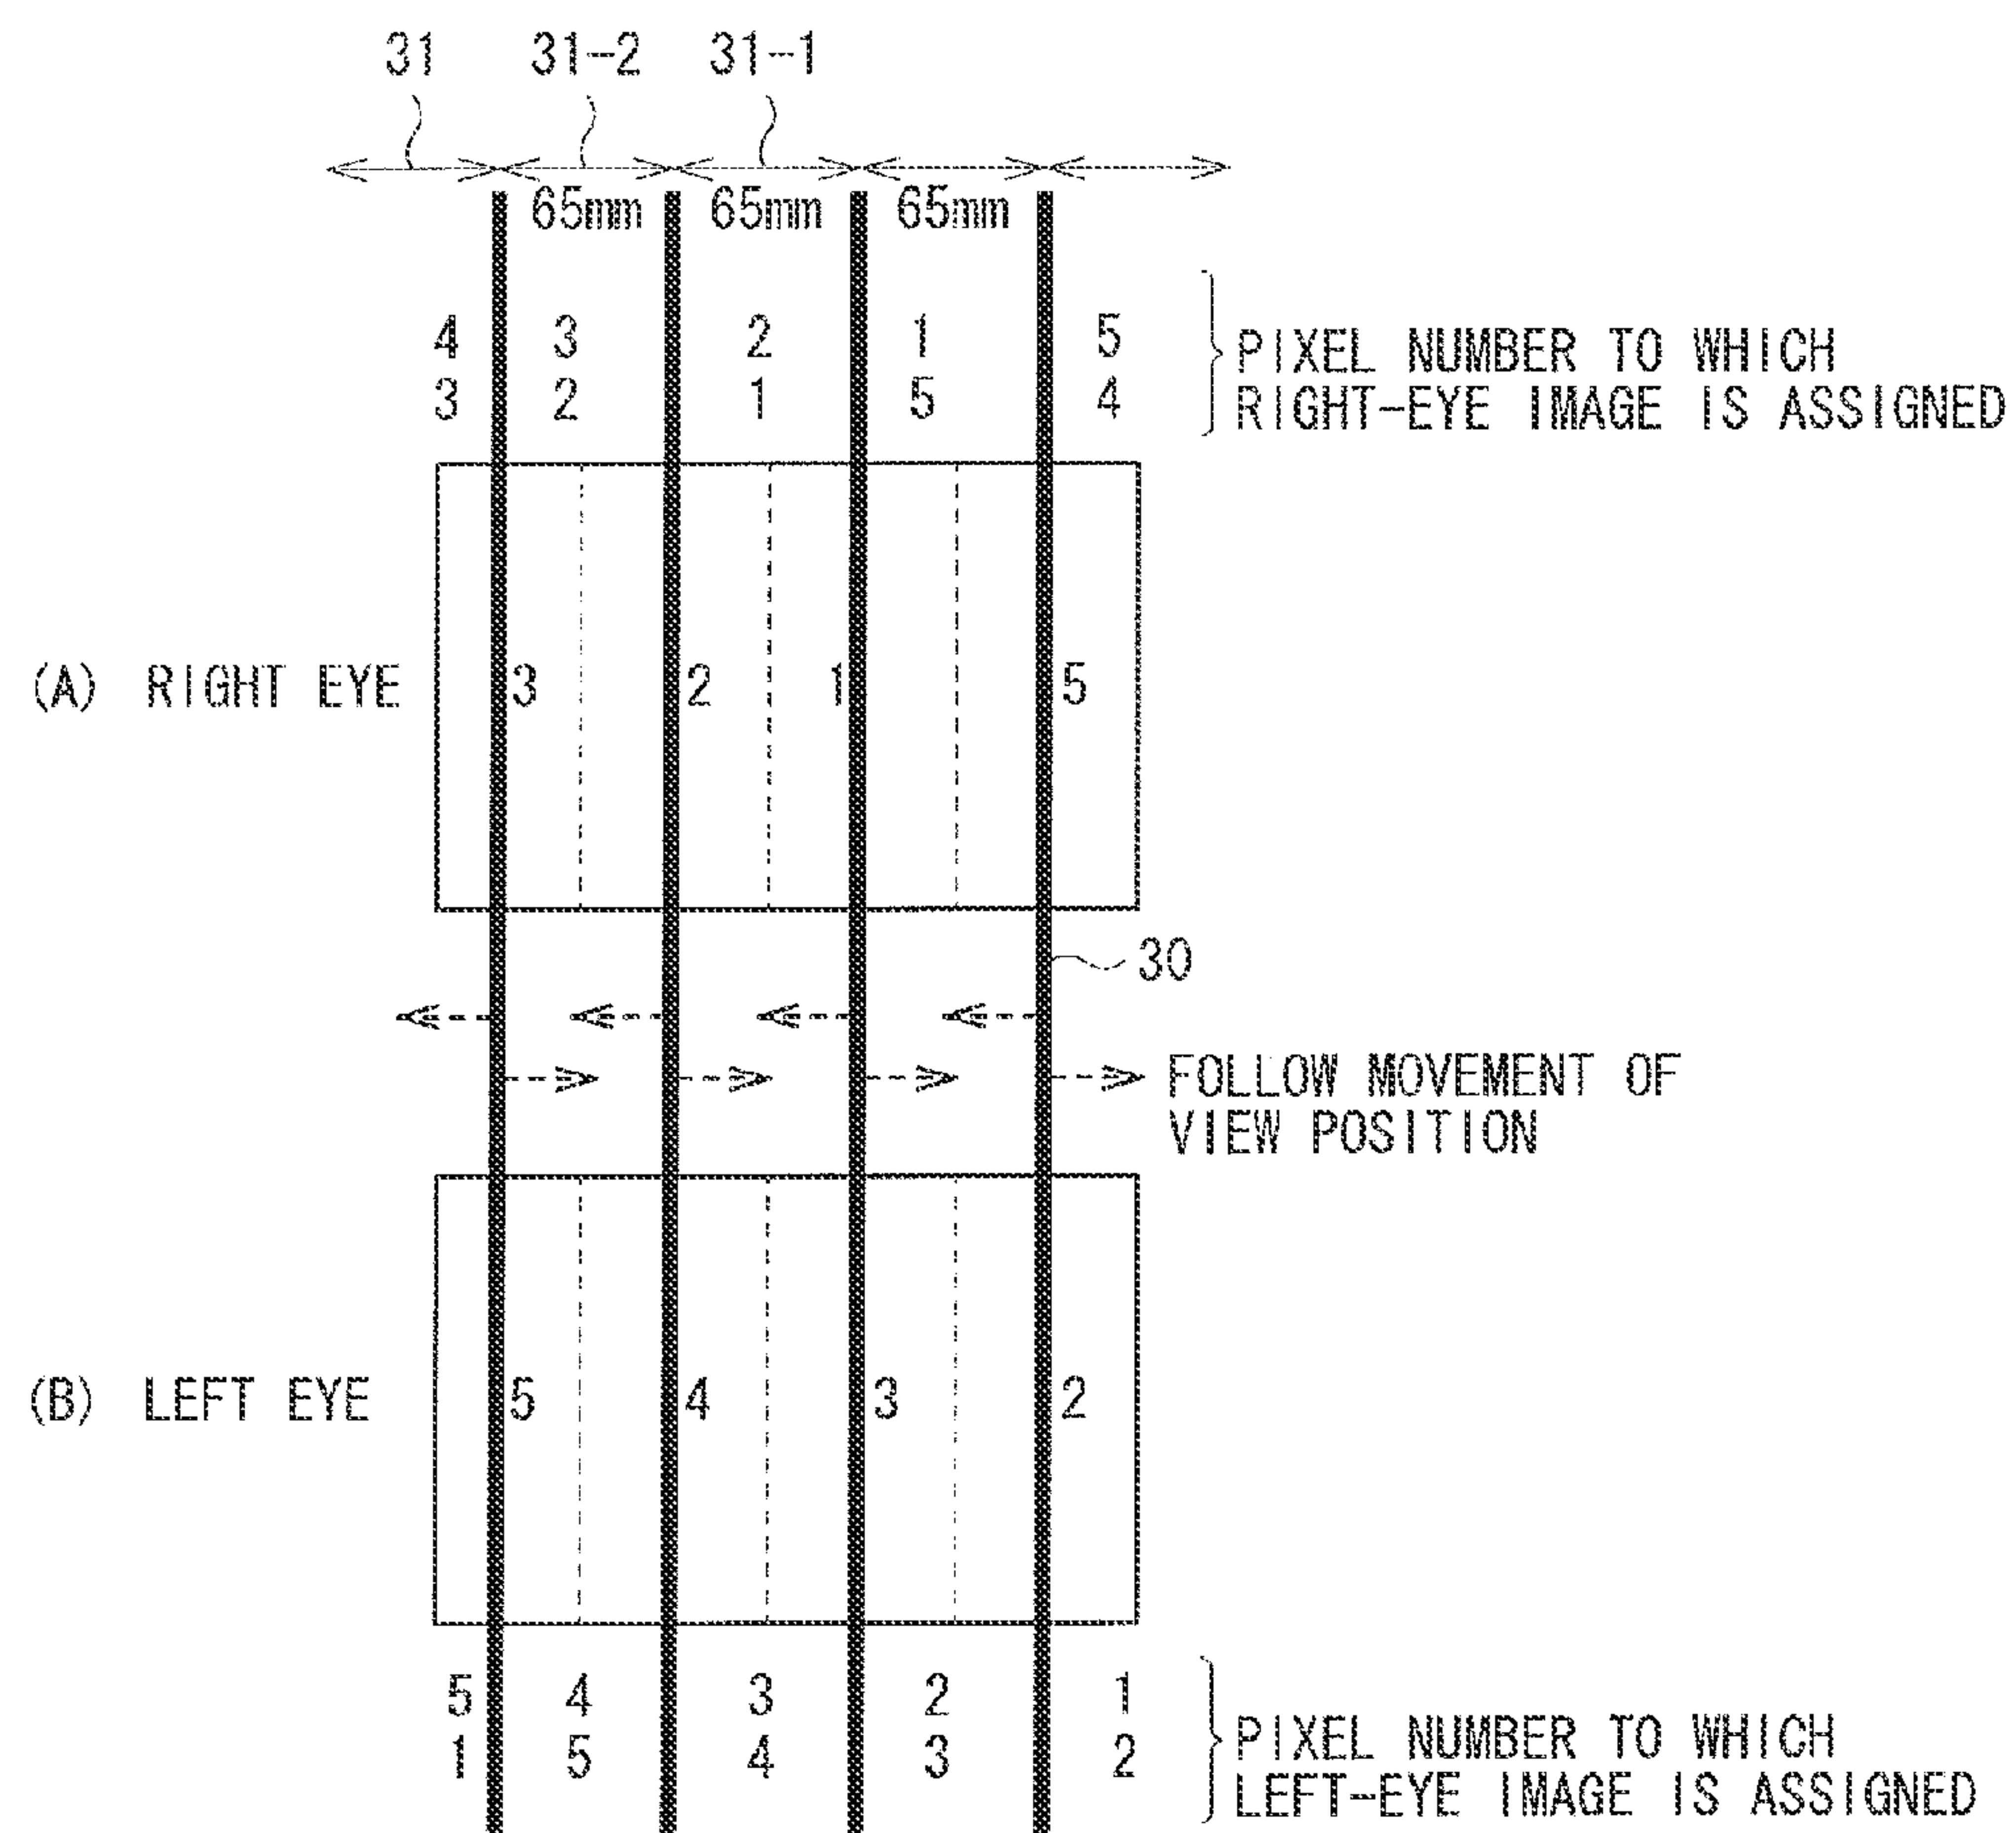 31 31-2 31-1
65mm 65mm 65mm
4 3 2 1 5
PIXEL NUMBER TO WHICH
3 2 1 5 4
RIGHT-EYE IMAGE IS ASSIGNED
(A) RIGHT EYE
3 2 1 5
30
FOLLOW MOVEMENT OF
VIEW POSITION
(B) LEFT EYE
5 4 3 2
5 4 3 2 1
PIXEL NUMBER TO WHICH
1 5 4 3 2
LEFT-EYE IMAGE IS ASSIGNED